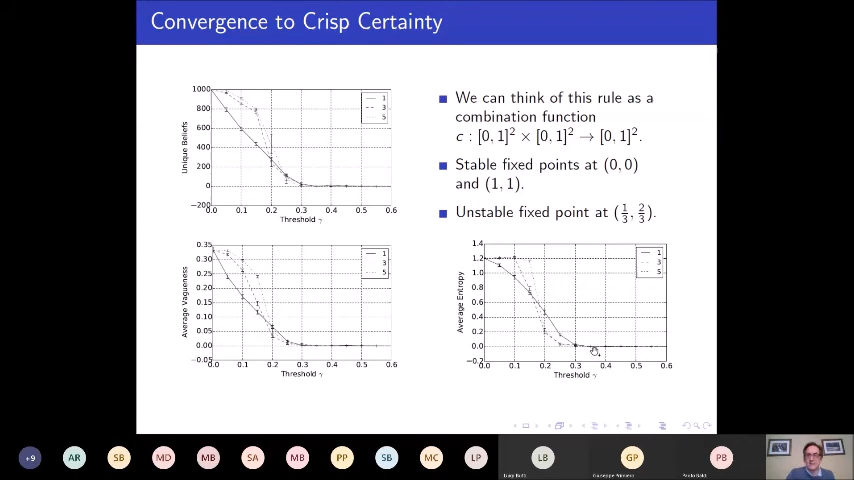 Convergence to Crisp Certainty
1000
800
600
400
200
0
−200
0.0 0.1 0.2 0.3 0.4 0.5 0.6
Unique Beliefs
Threshold γ
1
3
5
We can think of this rule as a
combination function
c : [0, 1]² × [0, 1]² → [0, 1]².
Stable fixed points at (0, 0)
and (1, 1).
Unstable fixed point at (1/3, 2/3).
0.35
0.30
0.25
0.20
0.15
0.10
0.05
0.00
−0.05
0.0 0.1 0.2 0.3 0.4 0.5 0.6
Average Vagueness
Threshold γ
1
3
5
1.4
1.2
1.0
0.8
0.6
0.4
0.2
0.0
−0.2
0.0 0.1 0.2 0.3 0.4 0.5 0.6
Average Entropy
Threshold γ
1
3
5
+9 AR SB MD MB SA MB PP SB MC LP LB GP PB